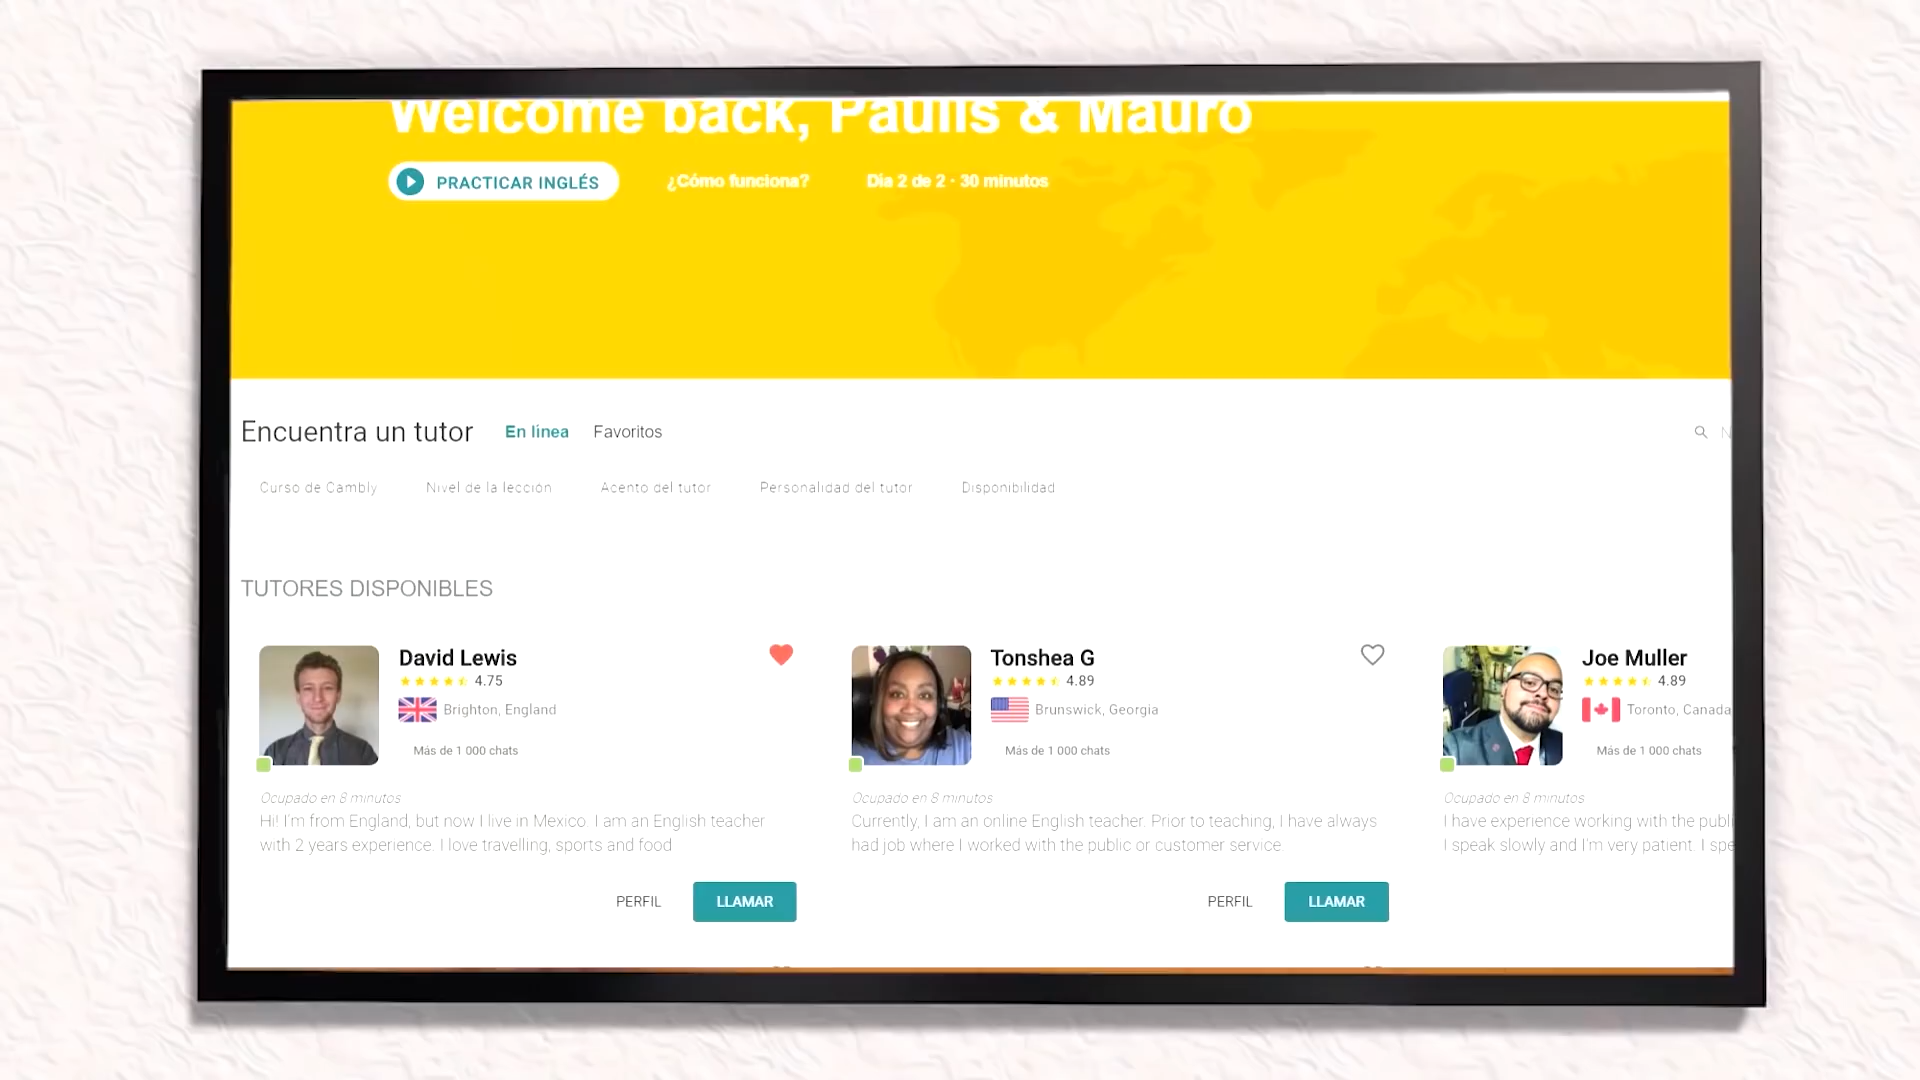 Welcome back, Paulis & Mauro
PRACTICAR INGLÉS
¿Cómo funciona?
Día 2 de 2 · 30 minutos
Encuentra un tutor
En línea
Favoritos
N
Curso de Cambly
Nivel de la lección
Acento del tutor
Personalidad del tutor
Disponibilidad
TUTORES DISPONIBLES
David Lewis
4.75
Brighton, England
Más de 1 000 chats
Ocupado en 8 minutos
Hi! I'm from England, but now I live in Mexico. I am an English teacher
with 2 years experience. I love travelling, sports and food
PERFIL
LLAMAR
Tonshea G
4.89
Brunswick, Georgia
Más de 1 000 chats
Ocupado en 8 minutos
Currently, I am an online English teacher. Prior to teaching, I have always
had job where I worked with the public or customer service.
PERFIL
LLAMAR
Joe Muller
4.89
Toronto, Canada
Más de 1 000 chats
Ocupado en 8 minutos
I have experience working with the publi
I speak slowly and I'm very patient. I spe